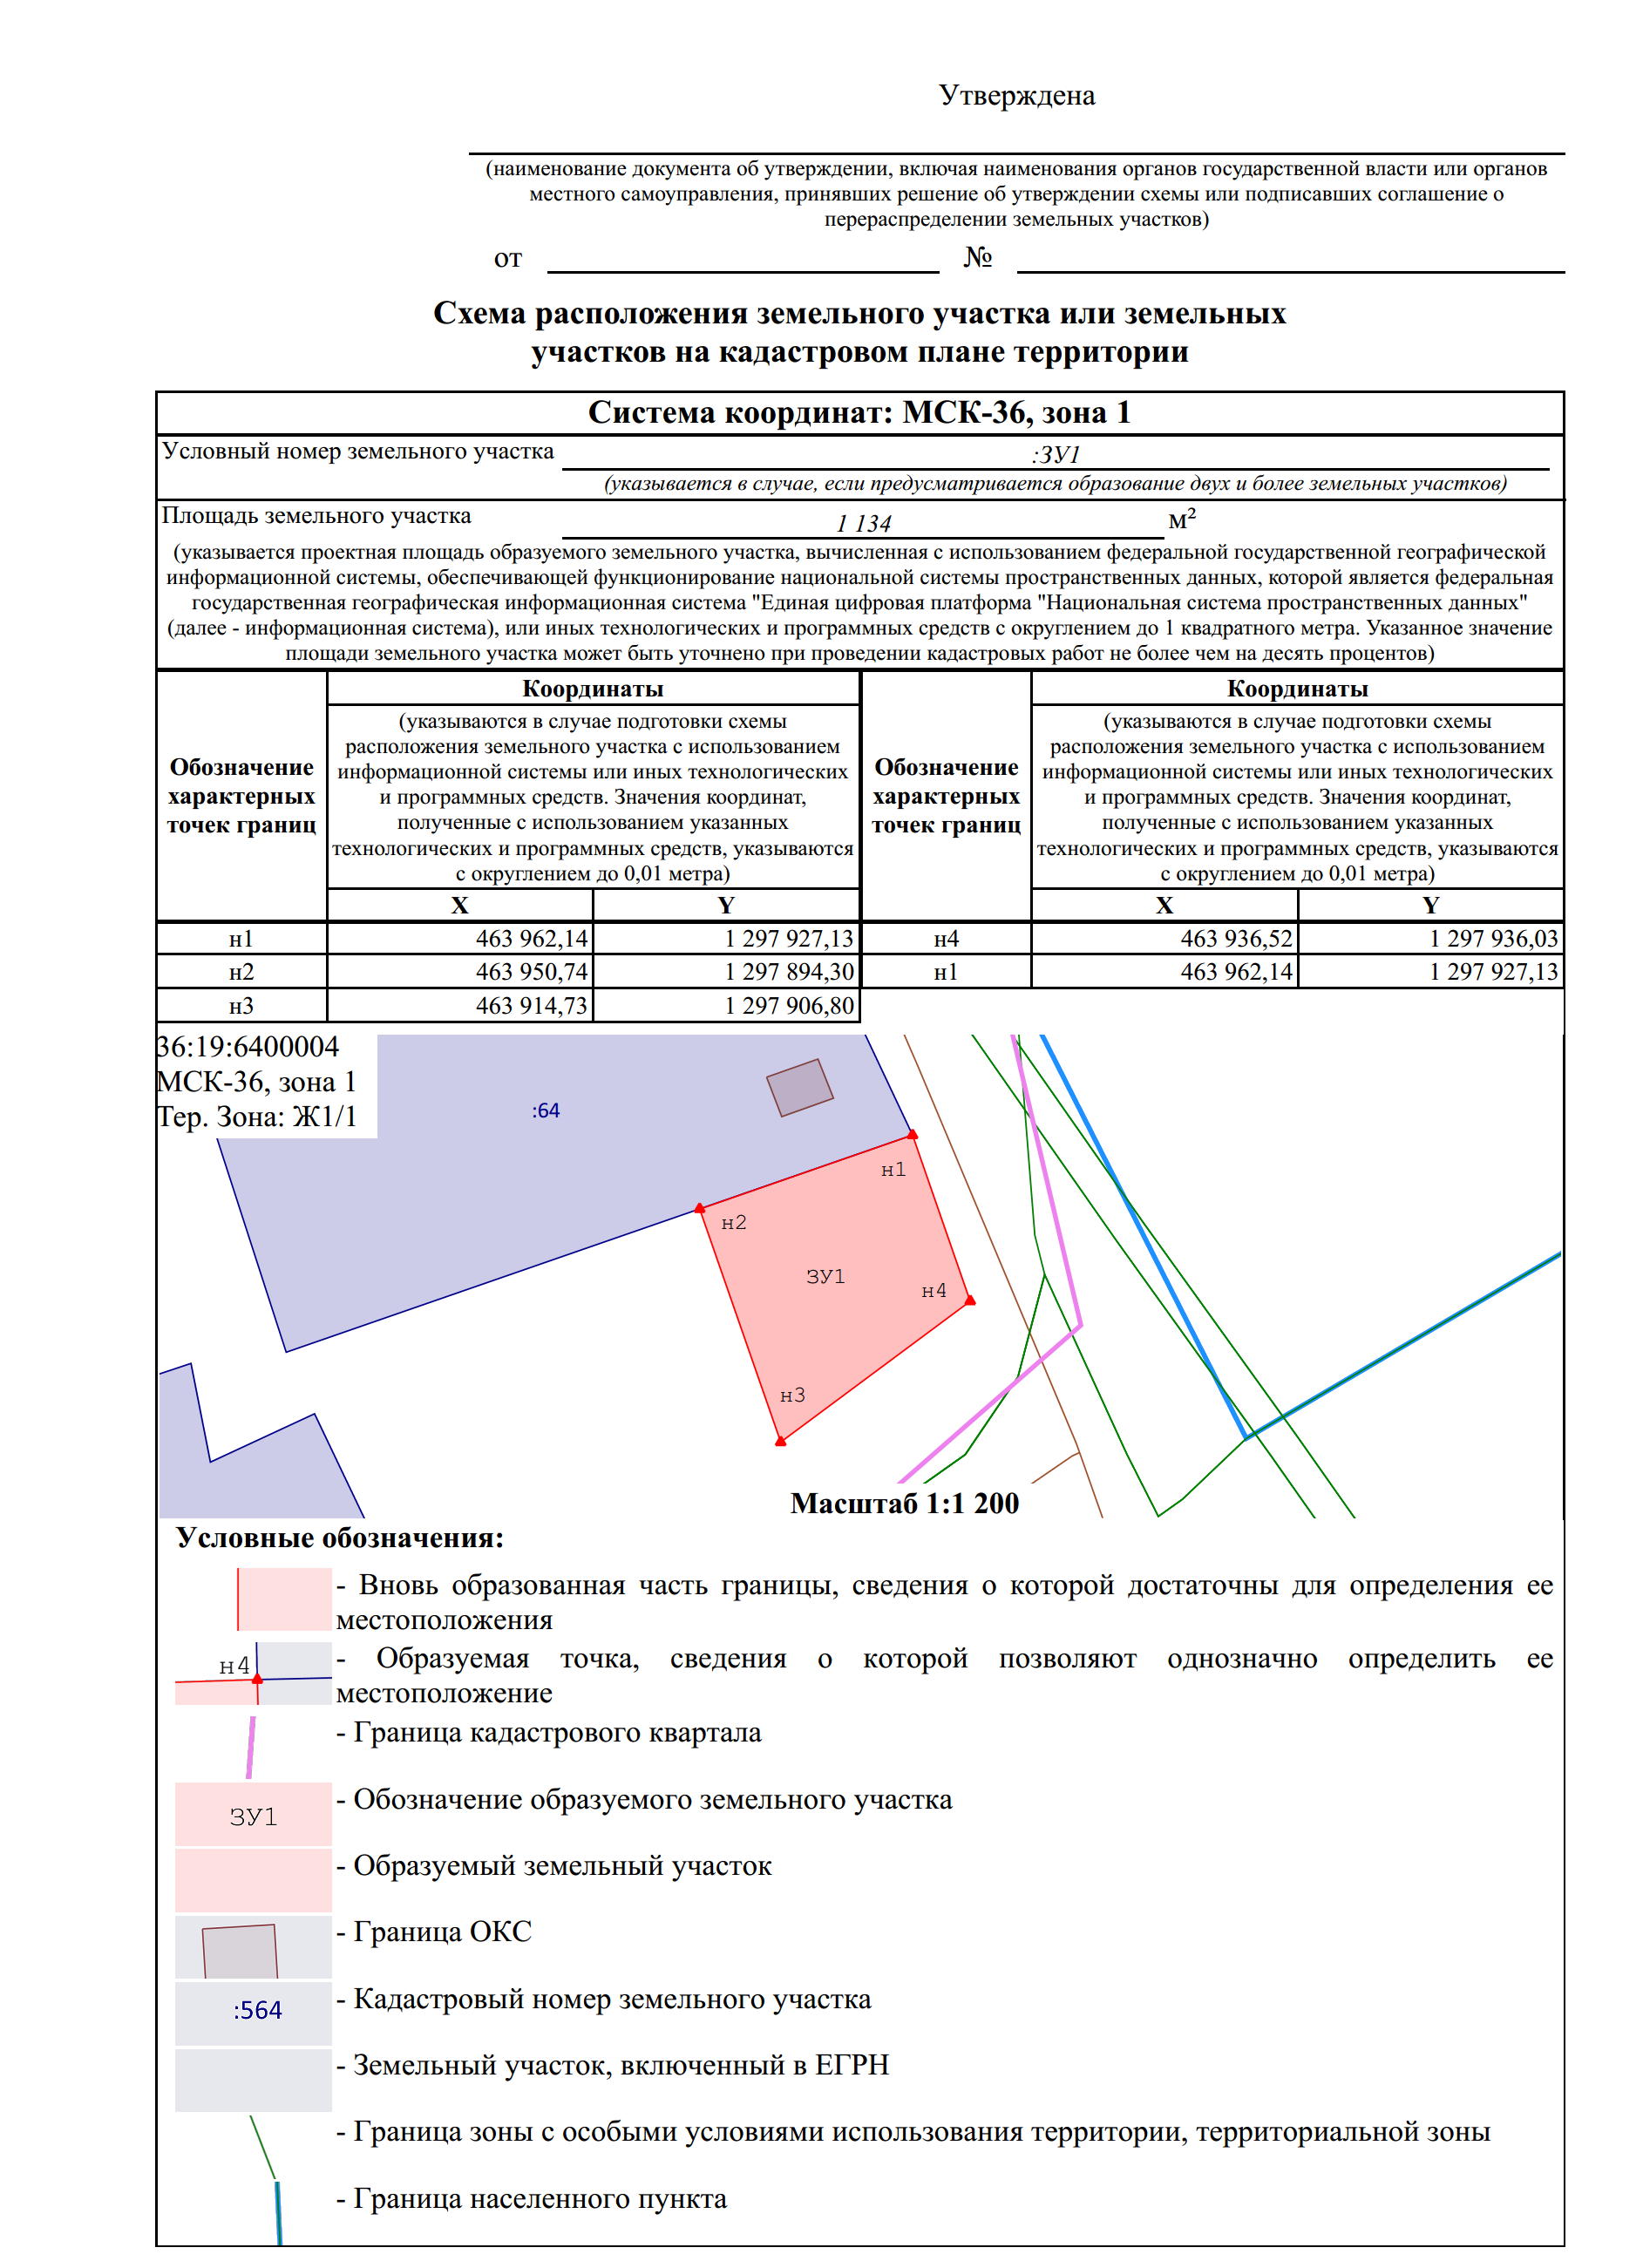 Утверждена
(наименование документа об утверждении, включая наименования органов государственной власти или органов
местного самоуправления, принявших решение об утверждении схемы или подписавших соглашение о
перераспределении земельных участков)
от №
Схема расположения земельного участка или земельных
участков на кадастровом плане территории
Система координат: МСК-36, зона 1
Условный номер земельного участка :ЗУ1
(указывается в случае, если предусматривается образование двух и более земельных участков)
Площадь земельного участка 1 134 м²
(указывается проектная площадь образуемого земельного участка, вычисленная с использованием федеральной государственной географической
информационной системы, обеспечивающей функционирование национальной системы пространственных данных, которой является федеральная
государственная географическая информационная система "Единая цифровая платформа "Национальная система пространственных данных"
(далее - информационная система), или иных технологических и программных средств с округлением до 1 квадратного метра. Указанное значение
площади земельного участка может быть уточнено при проведении кадастровых работ не более чем на десять процентов)
Обозначение
характерных
точек границ
Координаты
(указываются в случае подготовки схемы
расположения земельного участка с использованием
информационной системы или иных технологических
и программных средств. Значения координат,
полученные с использованием указанных
технологических и программных средств, указываются
с округлением до 0,01 метра)
X Y
Обозначение
характерных
точек границ
Координаты
(указываются в случае подготовки схемы
расположения земельного участка с использованием
информационной системы или иных технологических
и программных средств. Значения координат,
полученные с использованием указанных
технологических и программных средств, указываются
с округлением до 0,01 метра)
X Y
н1 463 962,14 1 297 927,13 н4 463 936,52 1 297 936,03
н2 463 950,74 1 297 894,30 н1 463 962,14 1 297 927,13
н3 463 914,73 1 297 906,80
36:19:6400004
МСК-36, зона 1
Тер. Зона: Ж1/1
:64
н1
н2
ЗУ1
н4
н3
Масштаб 1:1 200
Условные обозначения:
- Вновь образованная часть границы, сведения о которой достаточны для определения ее
местоположения
н4
- Образуемая точка, сведения о которой позволяют однозначно определить ее
местоположение
- Граница кадастрового квартала
ЗУ1
- Обозначение образуемого земельного участка
- Образуемый земельный участок
- Граница ОКС
:564
- Кадастровый номер земельного участка
- Земельный участок, включенный в ЕГРН
- Граница зоны с особыми условиями использования территории, территориальной зоны
- Граница населенного пункта